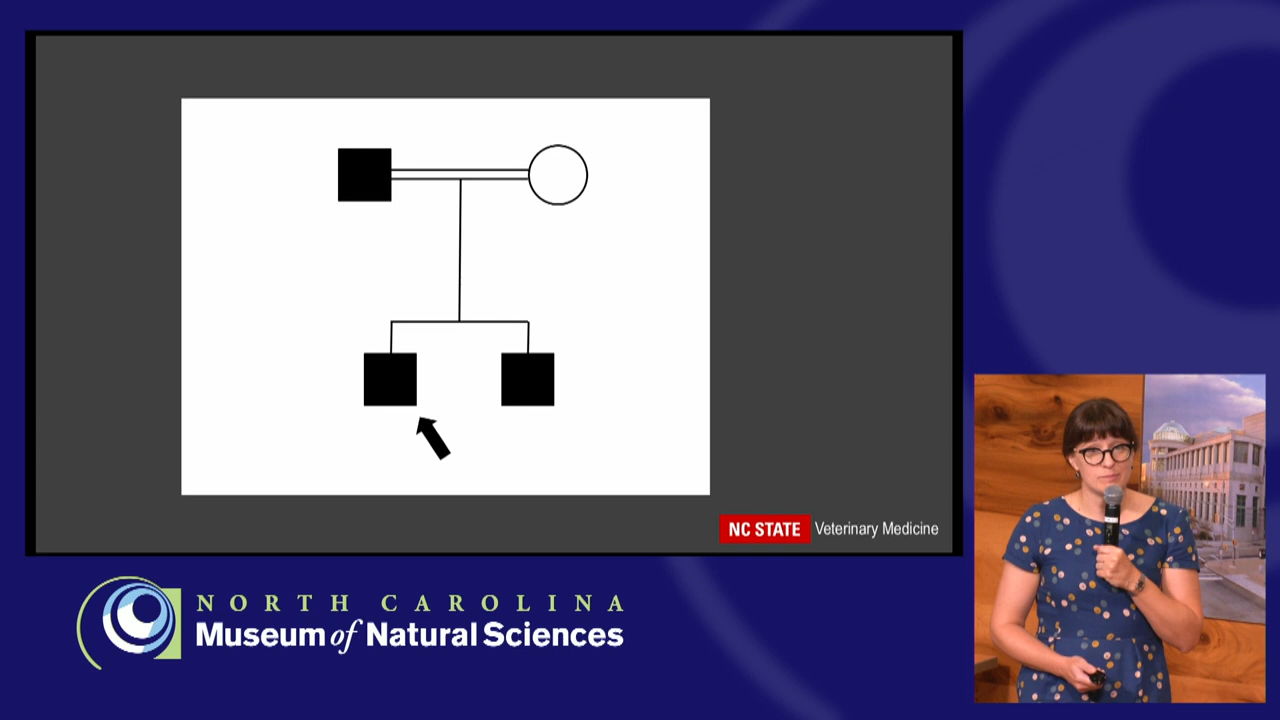 NC STATE Veterinary Medicine
NORTH CAROLINA
Museum of Natural Sciences